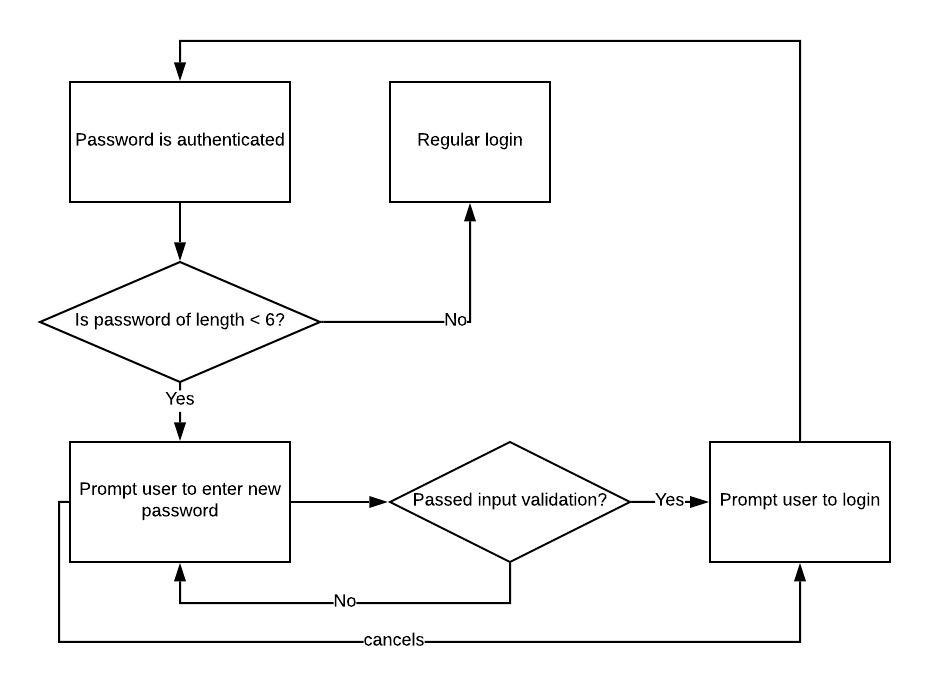 Password is authenticated
Regular login
Is password of length < 6?
No
Yes
Prompt user to enter new
password
Passed input validation?
Yes
Prompt user to login
No
cancels